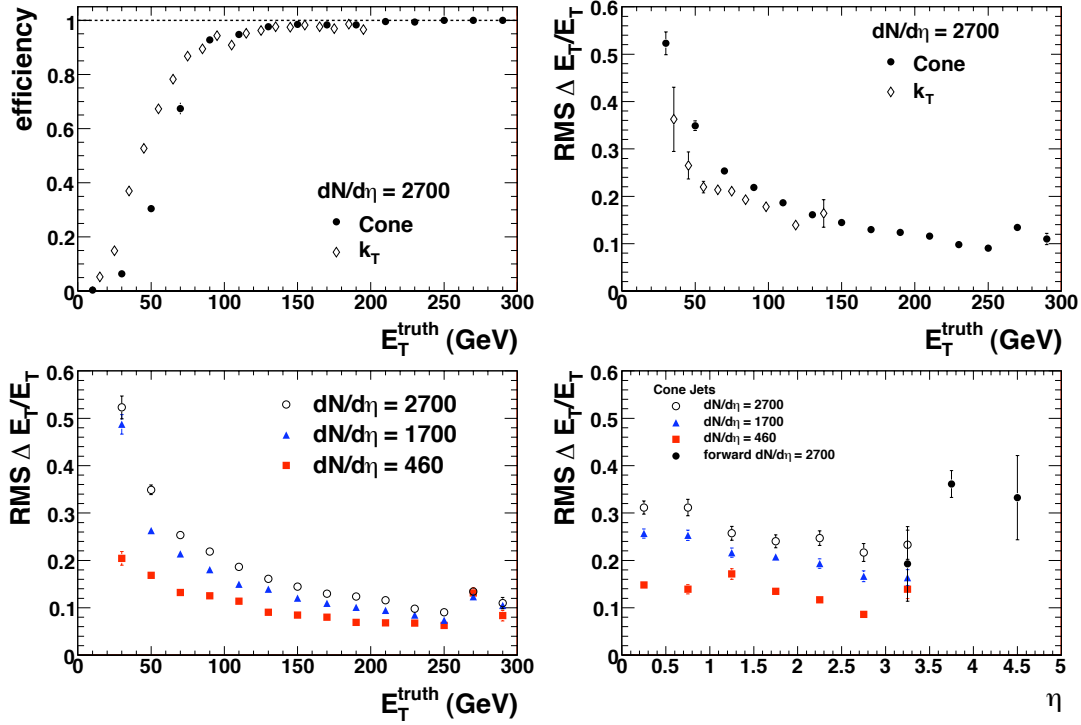 efficiency
1
0.8
0.6
0.4
0.2
0
dN/dη = 2700
Cone
k_T
0 50 100 150 200 250 300
E_T^truth (GeV)
RMS Δ E_T/E_T
0.6
0.5
0.4
0.3
0.2
0.1
0
dN/dη = 2700
Cone
k_T
0 50 100 150 200 250 300
E_T^truth (GeV)
RMS Δ E_T/E_T
0.6
0.5
0.4
0.3
0.2
0.1
0
dN/dη = 2700
dN/dη = 1700
dN/dη = 460
0 50 100 150 200 250 300
E_T^truth (GeV)
RMS Δ E_T/E_T
0.6
0.5
0.4
0.3
0.2
0.1
0
Cone Jets
dN/dη = 2700
dN/dη = 1700
dN/dη = 460
forward dN/dη = 2700
0 0.5 1 1.5 2 2.5 3 3.5 4 4.5 5
η